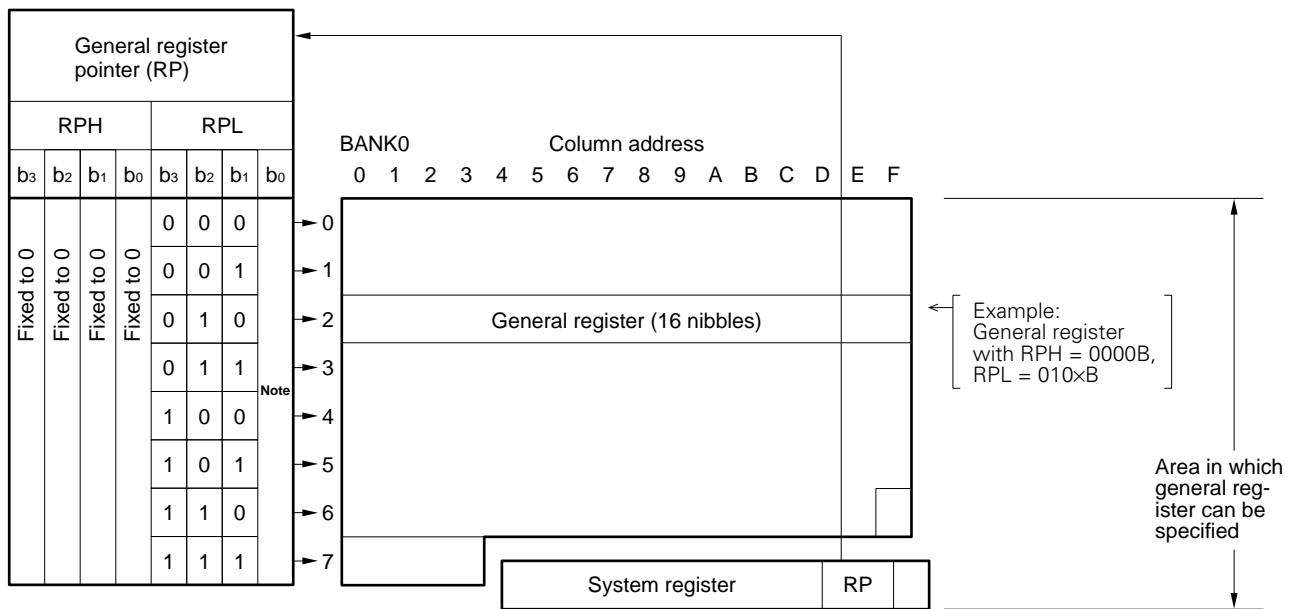 General register
pointer (RP)
RPH RPL
b3 b2 b1 b0 b3 b2 b1 b0
BANK0 Column address
0 1 2 3 4 5 6 7 8 9 A B C D E F
Fixed to 0 Fixed to 0 Fixed to 0 Fixed to 0
0 0 0 0
0 0 1 1
0 1 0 2 General register (16 nibbles)
0 1 1 3
Note
1 0 0 4
1 0 1 5
1 1 0 6
1 1 1 7
Example:
General register
with RPH = 0000B,
RPL = 010×B
Area in which
general reg-
ister can be
specified
System register RP